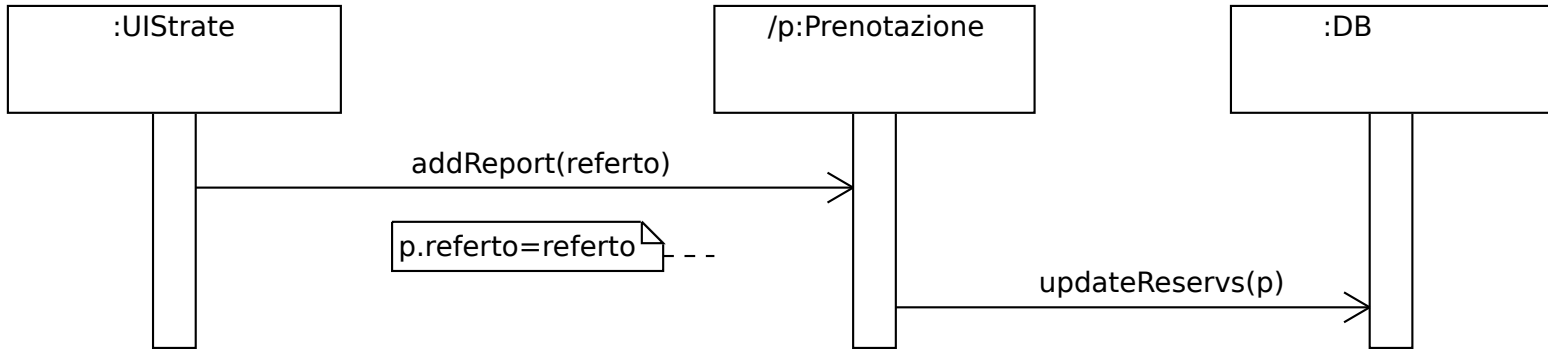 :UIStrate
/p:Prenotazione
:DB
addReport(referto)
p.referto=referto
updateReservs(p)